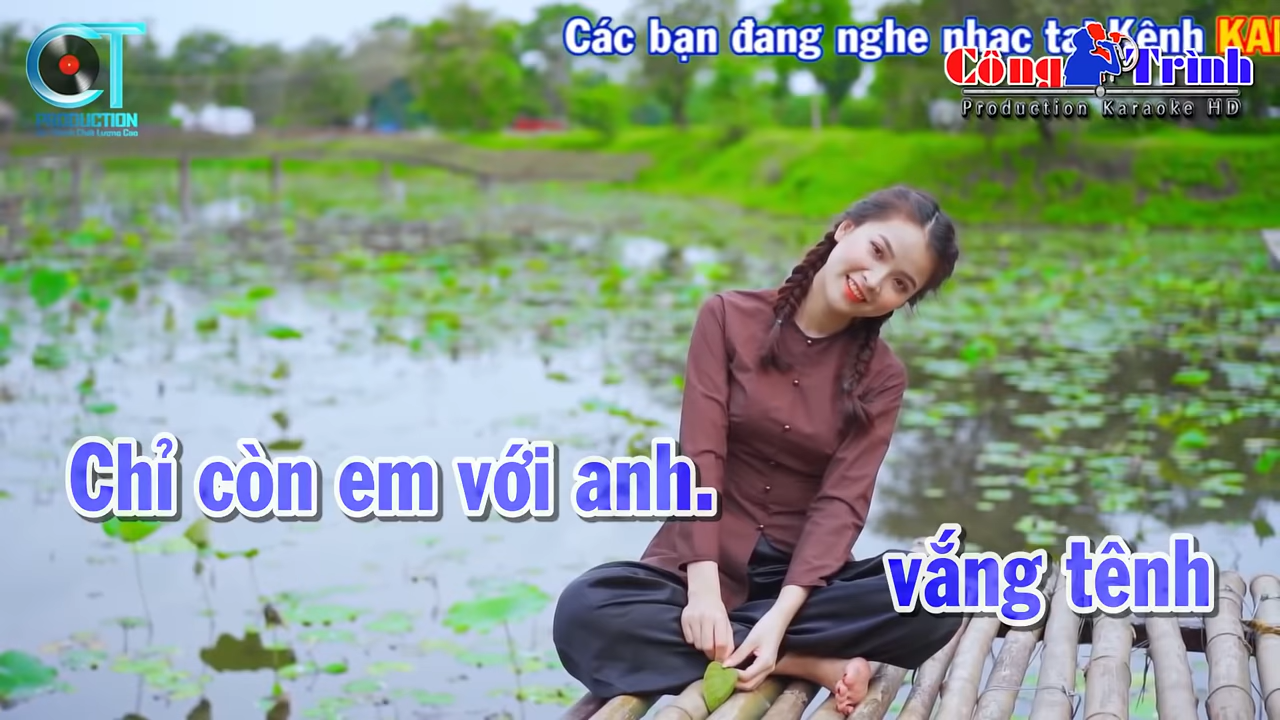 Các bạn đang nghe nhạc tại Kênh KA
CT
PRODUCTION
Công Trình
Production Karaoke HD
Chỉ còn em với anh.
vắng tênh